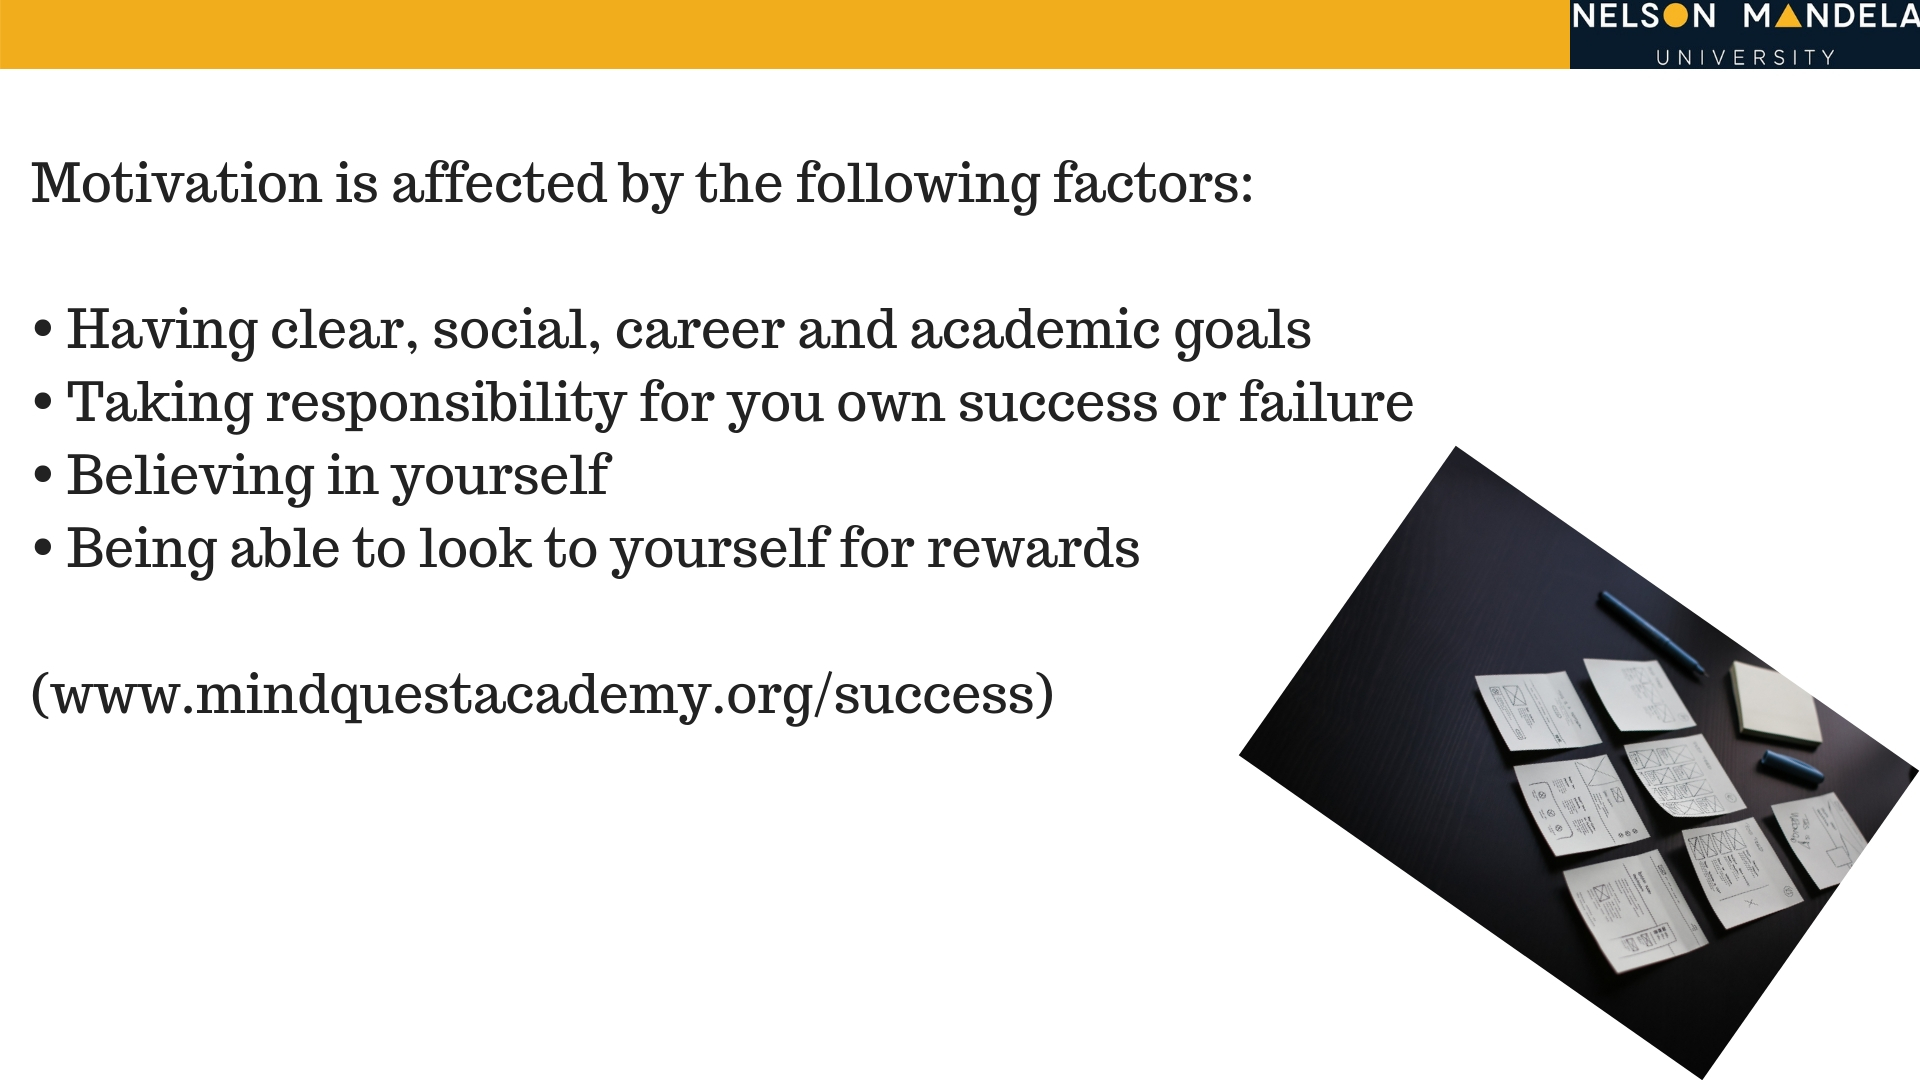 NELSON MANDELA
UNIVERSITY
Motivation is affected by the following factors:
• Having clear, social, career and academic goals
• Taking responsibility for you own success or failure
• Believing in yourself
• Being able to look to yourself for rewards
(www.mindquestacademy.org/success)